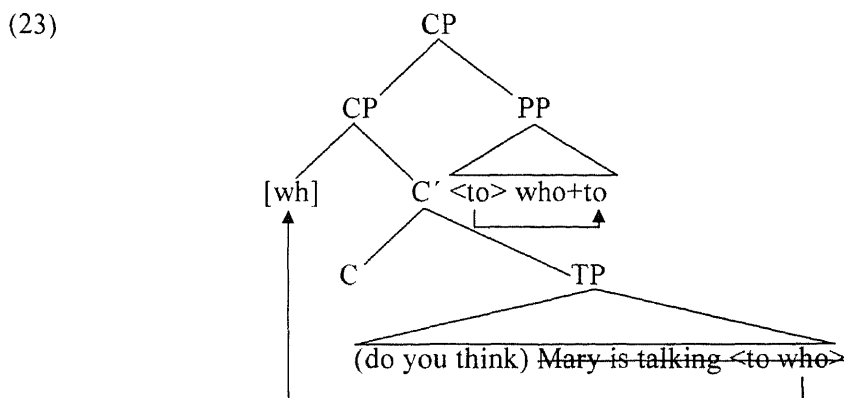 (23)
CP
CP PP
[wh] C′ <to> who+to
C TP
(do you think) ~~Mary is talking <to who>~~